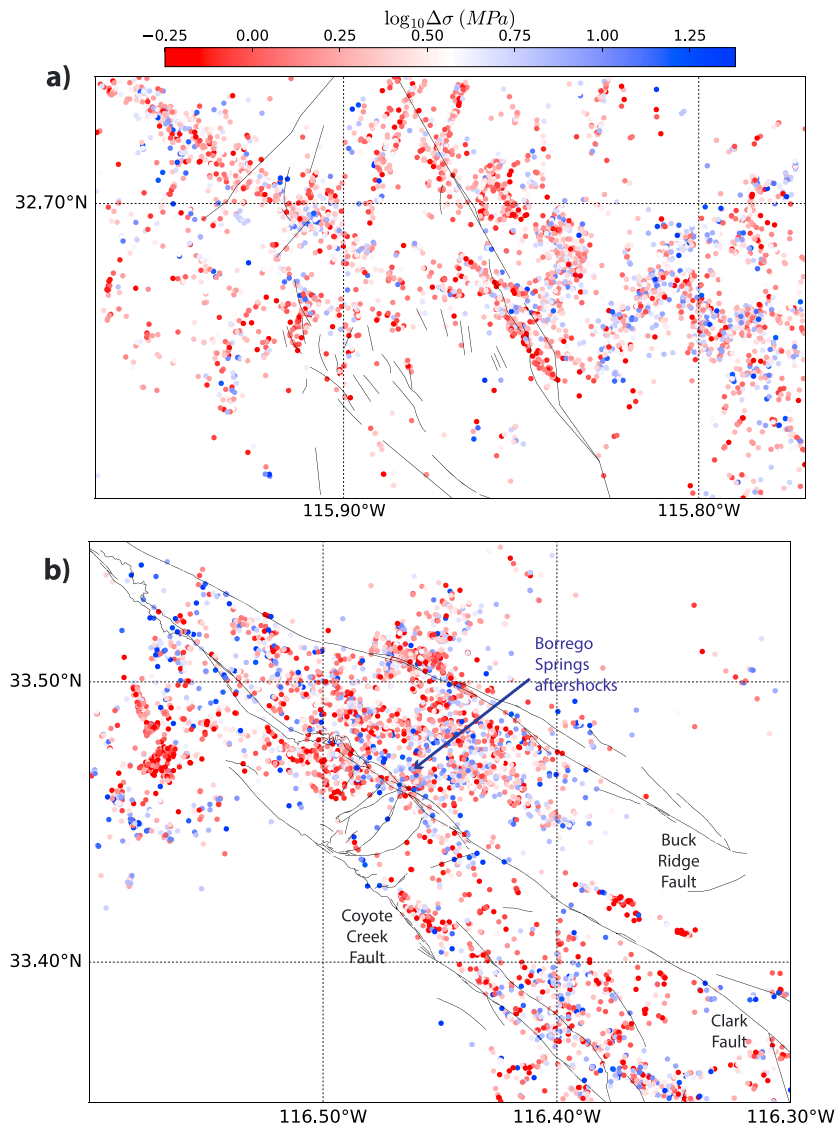 log₁₀Δσ (MPa)
−0.25 0.00 0.25 0.50 0.75 1.00 1.25
a)
32.70°N
115.90°W 115.80°W
b)
Borrego
Springs
aftershocks
33.50°N
Buck
Ridge
Fault
Coyote
Creek
Fault
33.40°N
Clark
Fault
116.50°W 116.40°W 116.30°W